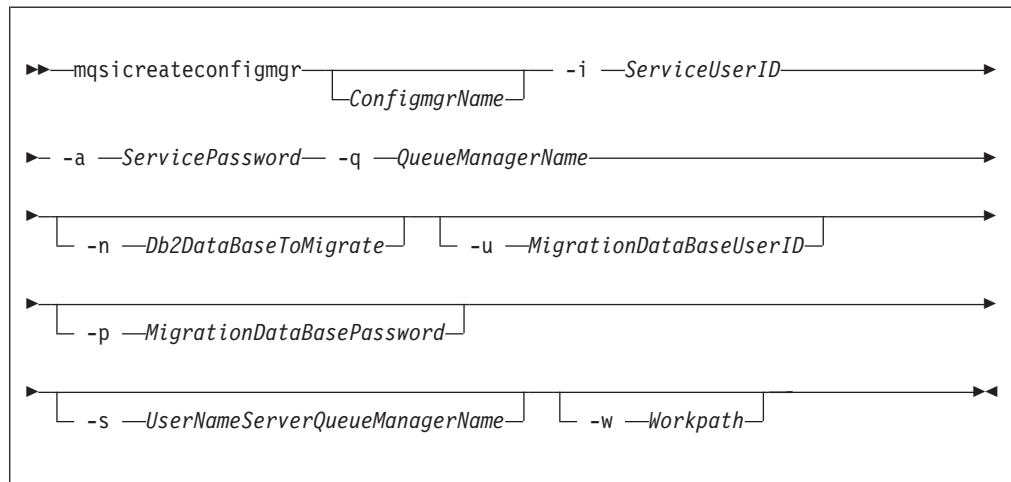 mqsicreateconfigmgr -i ServiceUserID
ConfigmgrName
-a ServicePassword -q QueueManagerName
-n Db2DataBaseToMigrate -u MigrationDataBaseUserID
-p MigrationDataBasePassword
-s UserNameServerQueueManagerName -w Workpath